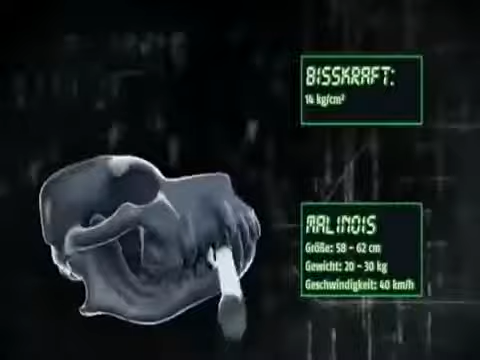 BISSKRAFT:
14 kg/cm²
MALINOIS
Größe: 58 - 62 cm
Gewicht: 20 - 30 kg
Geschwindigkeit: 40 km/h